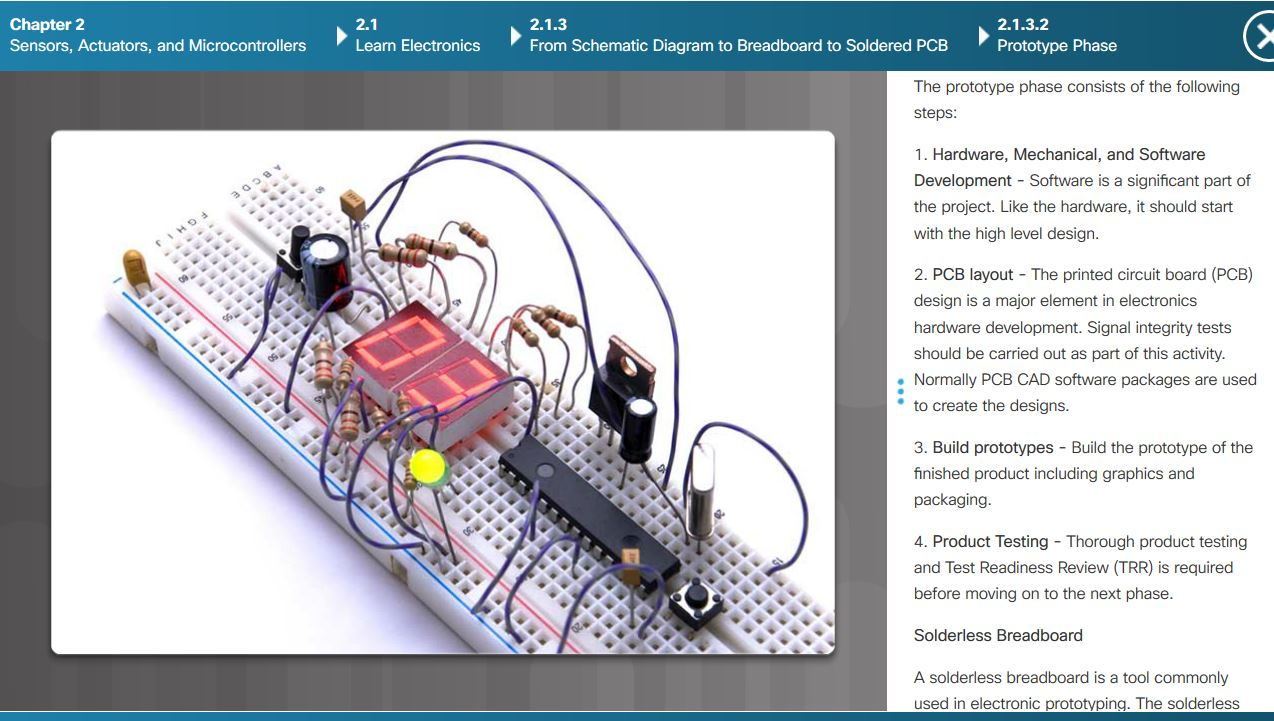 Chapter 2
Sensors, Actuators, and Microcontrollers
2.1
Learn Electronics
2.1.3
From Schematic Diagram to Breadboard to Soldered PCB
2.1.3.2
Prototype Phase
The prototype phase consists of the following
steps:
1. Hardware, Mechanical, and Software
Development - Software is a significant part of
the project. Like the hardware, it should start
with the high level design.
2. PCB layout - The printed circuit board (PCB)
design is a major element in electronics
hardware development. Signal integrity tests
should be carried out as part of this activity.
Normally PCB CAD software packages are used
to create the designs.
3. Build prototypes - Build the prototype of the
finished product including graphics and
packaging.
4. Product Testing - Thorough product testing
and Test Readiness Review (TRR) is required
before moving on to the next phase.
Solderless Breadboard
A solderless breadboard is a tool commonly
used in electronic prototyping. The solderless
A B C D E
F G H I J
60
55
50
45
30
20
15